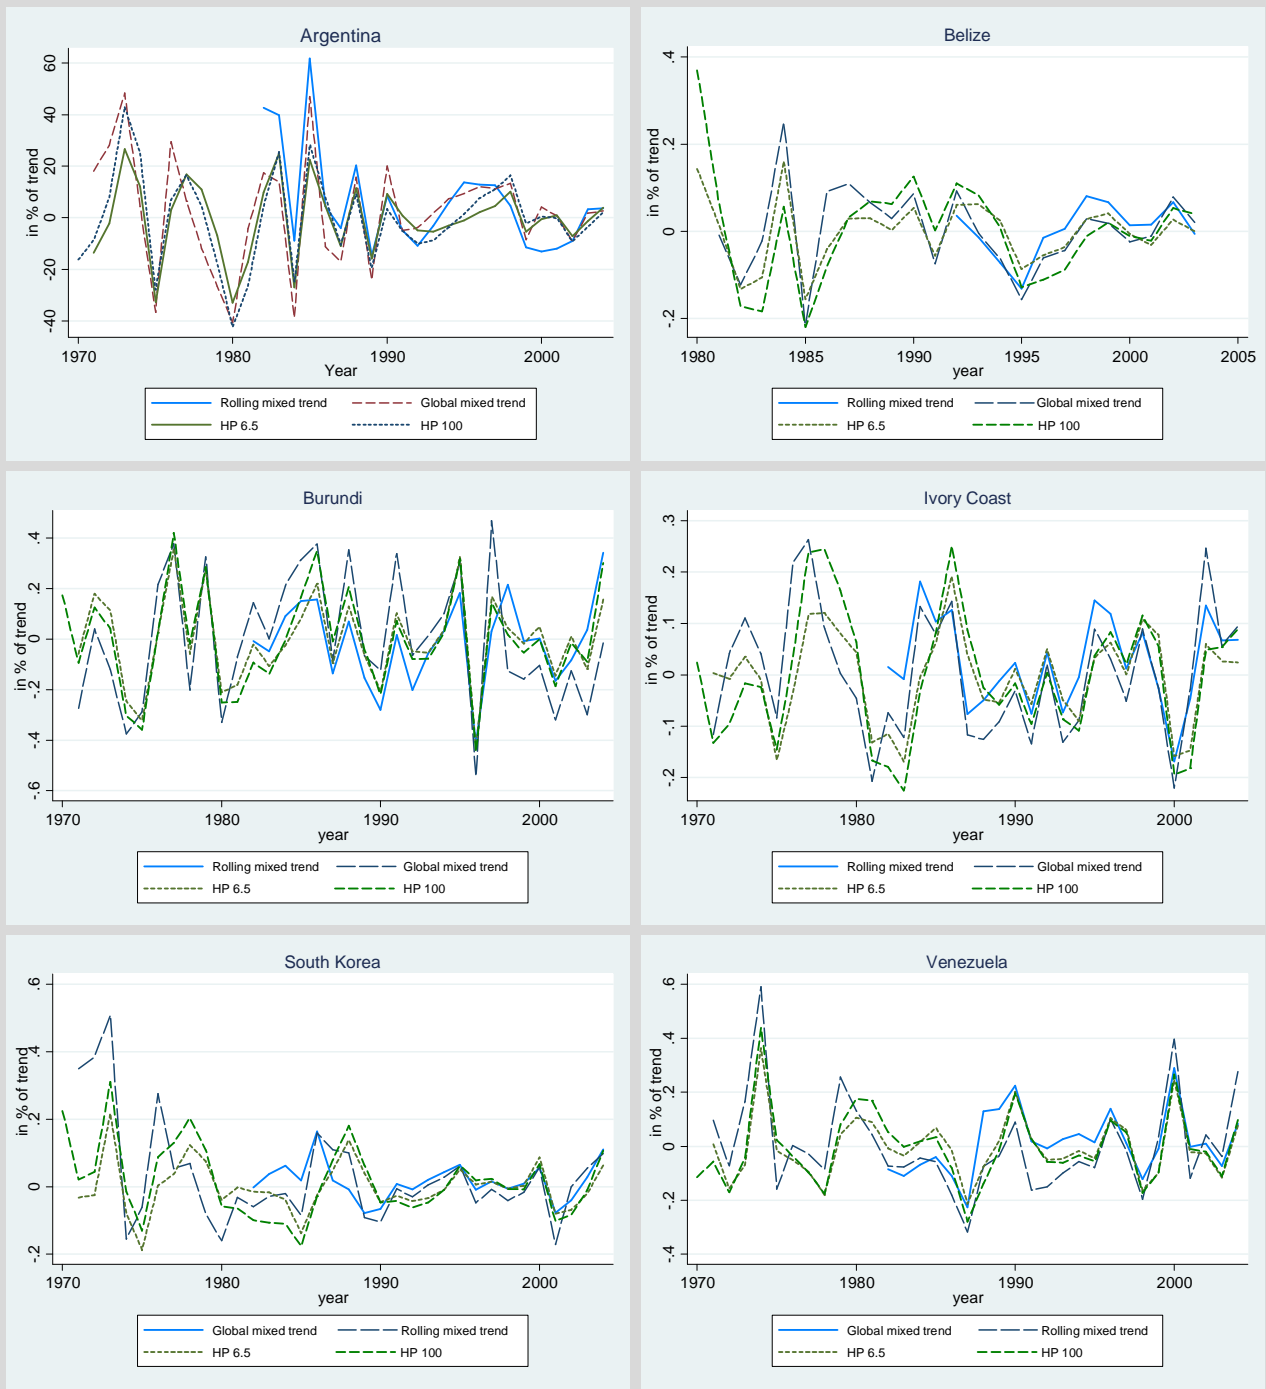 Argentina
in % of trend
60
40
20
0
-20
-40
1970 1980 1990 2000
Year
Rolling mixed trend Global mixed trend
HP 6.5 HP 100
Belize
in % of trend
.4
.2
0
-.2
1980 1985 1990 1995 2000 2005
year
Rolling mixed trend Global mixed trend
HP 6.5 HP 100
Burundi
in % of trend
.4
.2
0
-.2
-.4
-.6
1970 1980 1990 2000
year
Rolling mixed trend Global mixed trend
HP 6.5 HP 100
Ivory Coast
in % of trend
.3
.2
.1
0
-.1
-.2
1970 1980 1990 2000
year
Rolling mixed trend Global mixed trend
HP 6.5 HP 100
South Korea
in % of trend
.6
.4
.2
0
-.2
1970 1980 1990 2000
year
Global mixed trend Rolling mixed trend
HP 6.5 HP 100
Venezuela
in % of trend
.6
.4
.2
0
-.2
-.4
1970 1980 1990 2000
year
Global mixed trend Rolling mixed trend
HP 6.5 HP 100